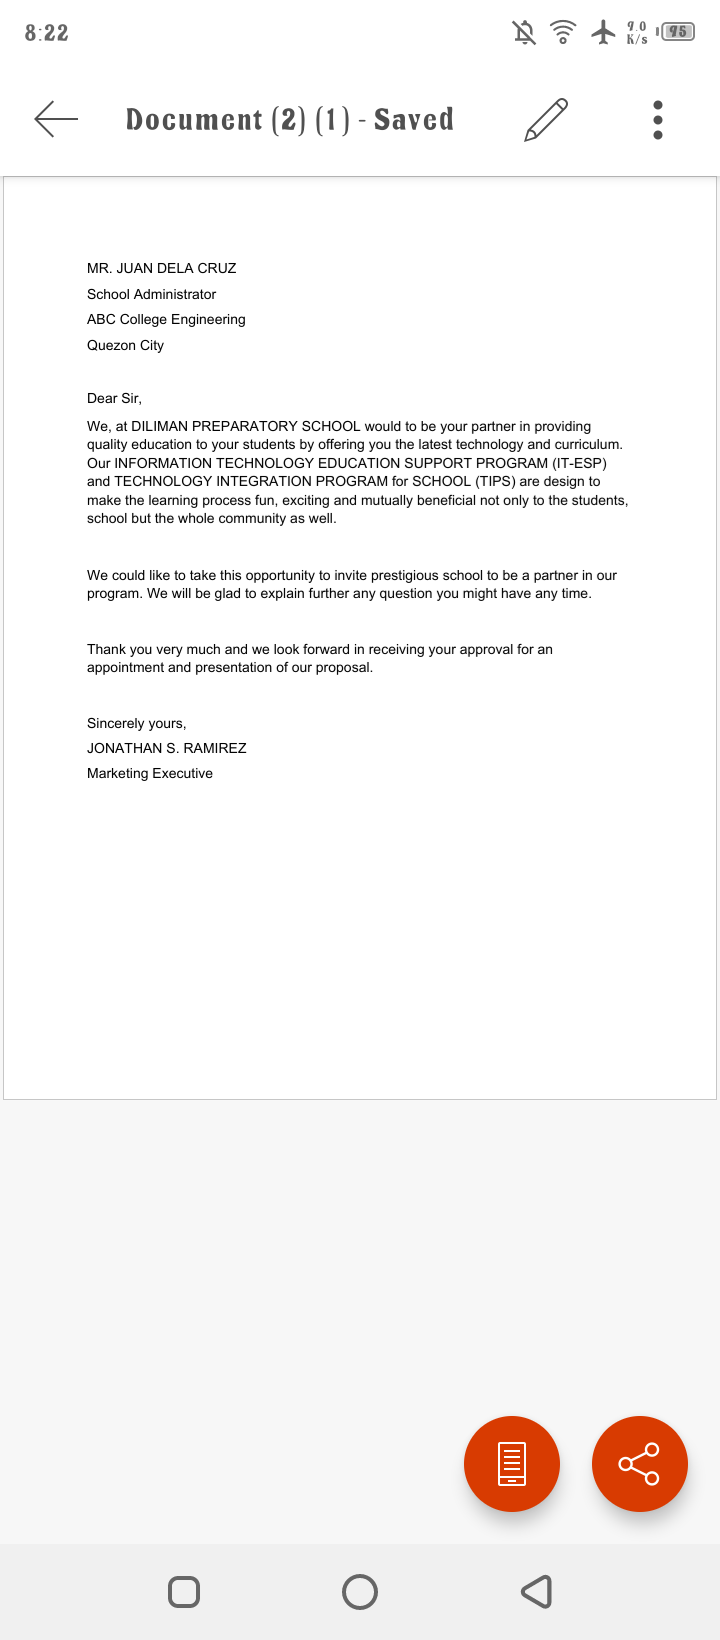 8:22
9.0
K/s
95
Document (2) (1) - Saved
MR. JUAN DELA CRUZ
School Administrator
ABC College Engineering
Quezon City
Dear Sir,
We, at DILIMAN PREPARATORY SCHOOL would to be your partner in providing
quality education to your students by offering you the latest technology and curriculum.
Our INFORMATION TECHNOLOGY EDUCATION SUPPORT PROGRAM (IT-ESP)
and TECHNOLOGY INTEGRATION PROGRAM for SCHOOL (TIPS) are design to
make the learning process fun, exciting and mutually beneficial not only to the students,
school but the whole community as well.
We could like to take this opportunity to invite prestigious school to be a partner in our
program. We will be glad to explain further any question you might have any time.
Thank you very much and we look forward in receiving your approval for an
appointment and presentation of our proposal.
Sincerely yours,
JONATHAN S. RAMIREZ
Marketing Executive